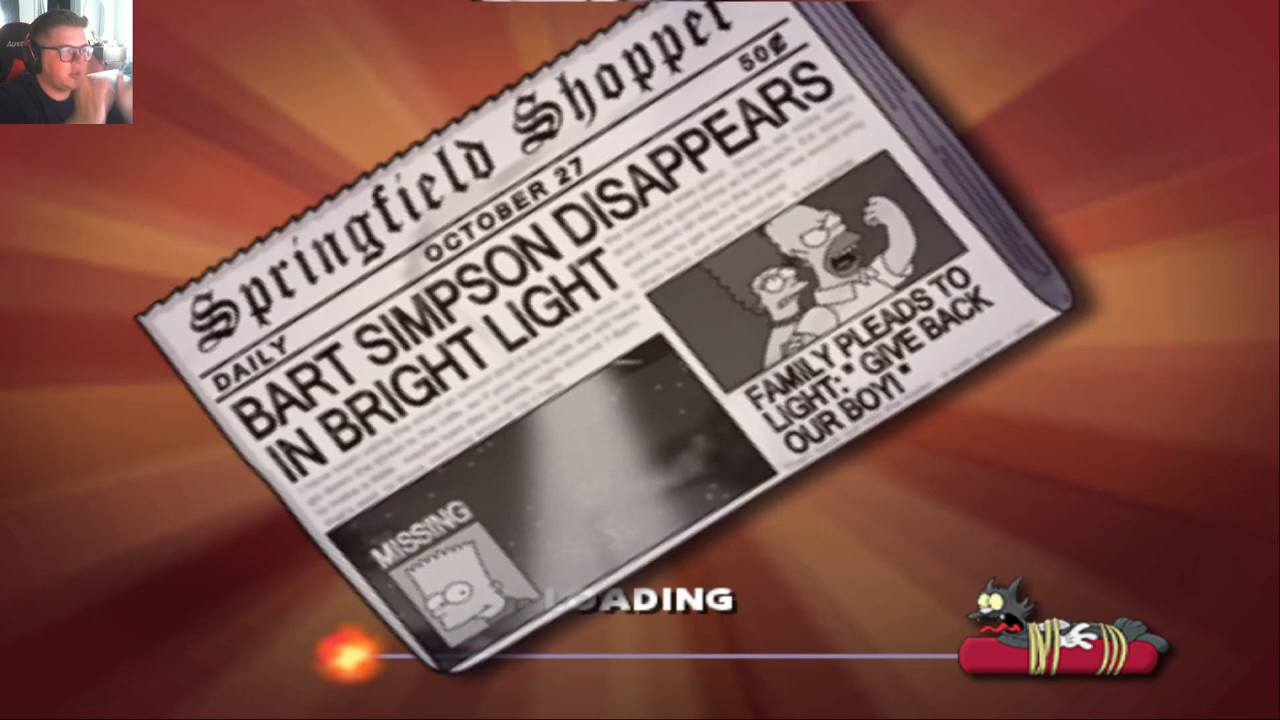 Springfield Shopper
DAILY
OCTOBER 27
50¢
BART SIMPSON DISAPPEARS
IN BRIGHT LIGHT
FAMILY PLEADS TO
LIGHT: "GIVE BACK
OUR BOY!"
MISSING
LOADING